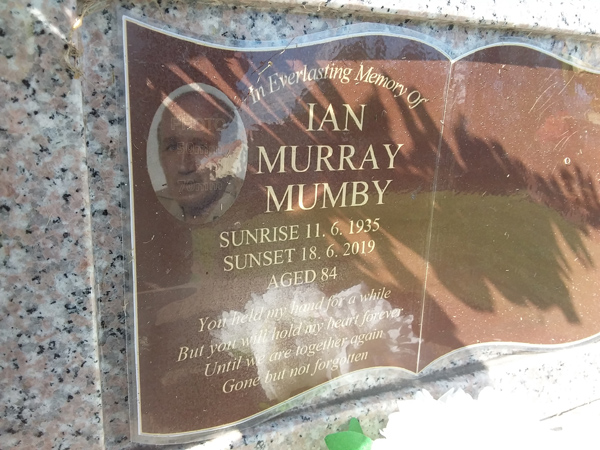 In Everlasting Memory Of
IAN
MURRAY
MUMBY
SUNRISE 11. 6. 1935
SUNSET 18. 6. 2019
AGED 84
You held my hand for a while
But you will hold my heart forever
Until we are together again
Gone but not forgotten